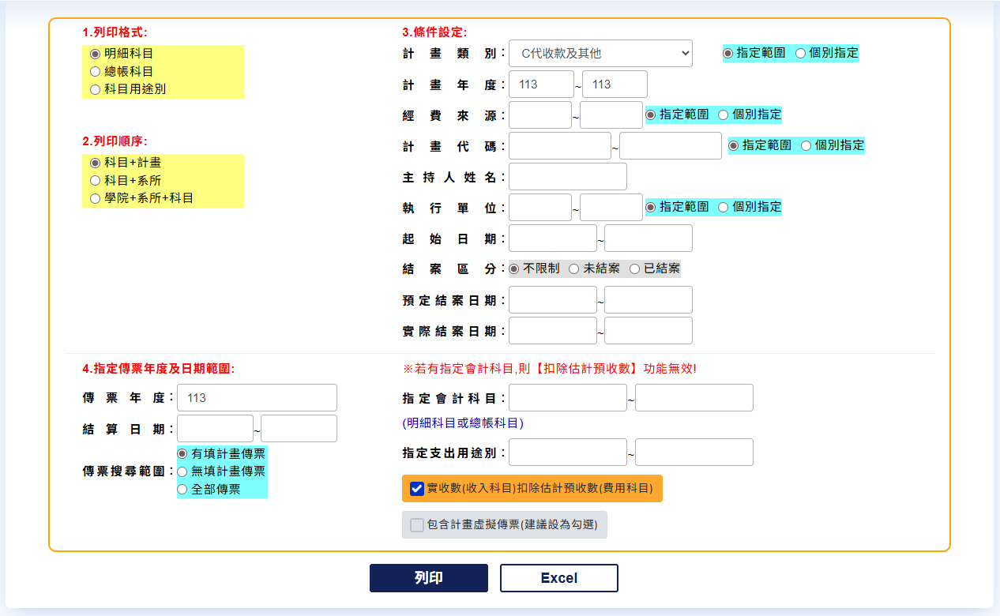 1.列印格式:
明細科目
總帳科目
科目用途別
2.列印順序:
科目+計畫
科目+系所
學院+系所+科目
3.條件設定:
計畫類別： C代收款及其他 指定範圍 個別指定
計畫年度： 113 ~ 113
經費來源： ~ 指定範圍 個別指定
計畫代碼： ~ 指定範圍 個別指定
主持人姓名：
執行單位： ~ 指定範圍 個別指定
起始日期： ~
結案區分： 不限制 未結案 已結案
預定結案日期： ~
實際結案日期： ~
4.指定傳票年度及日期範圍:
傳票年度： 113
結算日期： ~
傳票搜尋範圍： 有填計畫傳票
無填計畫傳票
全部傳票
※若有指定會計科目,則【扣除估計預收數】功能無效!
指定會計科目： ~
(明細科目或總帳科目)
指定支出用途別： ~
實收數(收入科目)扣除估計預收數(費用科目)
包含計畫虛擬傳票(建議設為勾選)
列印 Excel